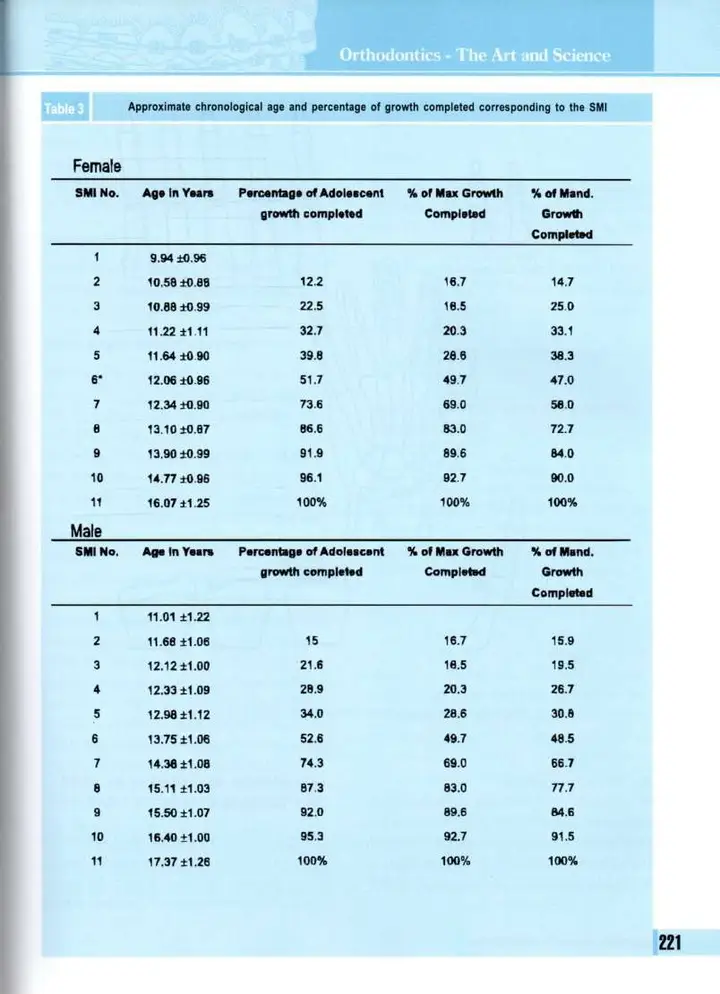 Orthodontics - The Art and Science
Table 3 Approximate chronological age and percentage of growth completed corresponding to the SMI
Female
SMI No. Age in Years Percentage of Adolescent % of Max Growth % of Mand.
growth completed Completed Growth
Completed
1 9.94 ±0.96
2 10.58 ±0.88 12.2 16.7 14.7
3 10.88 ±0.99 22.5 16.5 25.0
4 11.22 ±1.11 32.7 20.3 33.1
5 11.64 ±0.90 39.8 28.6 38.3
6* 12.06 ±0.96 51.7 49.7 47.0
7 12.34 ±0.90 73.6 69.0 58.0
8 13.10 ±0.87 86.6 83.0 72.7
9 13.90 ±0.99 91.9 89.6 84.0
10 14.77 ±0.96 96.1 92.7 90.0
11 16.07 ±1.25 100% 100% 100%
Male
SMI No. Age in Years Percentage of Adolescent % of Max Growth % of Mand.
growth completed Completed Growth
Completed
1 11.01 ±1.22
2 11.68 ±1.06 15 16.7 15.9
3 12.12 ±1.00 21.6 16.5 19.5
4 12.33 ±1.09 28.9 20.3 26.7
5 12.98 ±1.12 34.0 28.6 30.8
6 13.75 ±1.06 52.6 49.7 48.5
7 14.38 ±1.08 74.3 69.0 66.7
8 15.11 ±1.03 87.3 83.0 77.7
9 15.50 ±1.07 92.0 89.6 84.6
10 16.40 ±1.00 95.3 92.7 91.5
11 17.37 ±1.26 100% 100% 100%
221